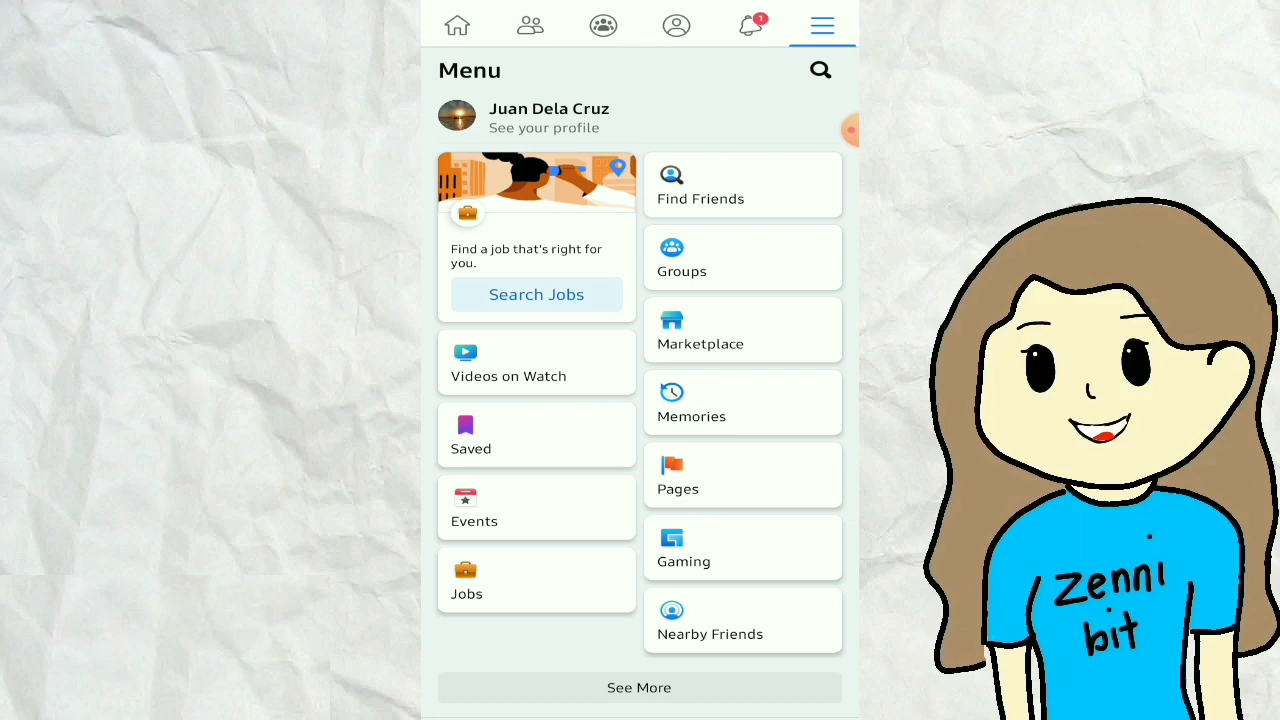 1
Menu
Juan Dela Cruz
See your profile
Find a job that's right for
you.
Search Jobs
Videos on Watch
Saved
Events
Jobs
Find Friends
Groups
Marketplace
Memories
Pages
Gaming
Nearby Friends
See More
zenni
bit